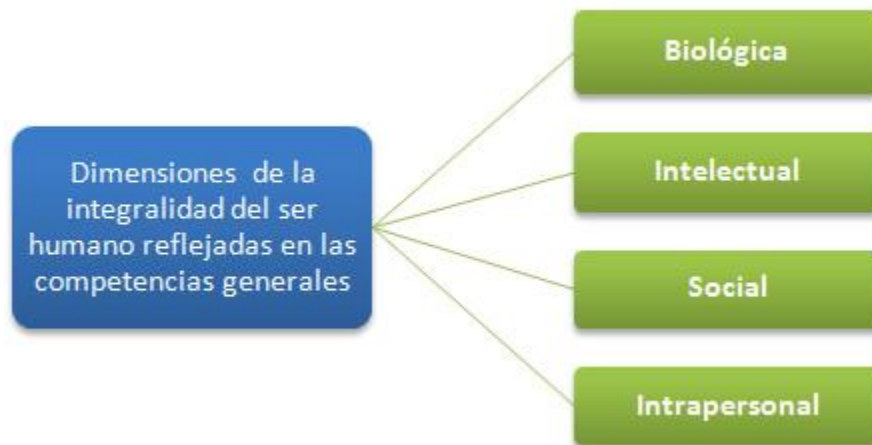 Dimensiones de la
integralidad del ser
humano reflejadas en las
competencias generales
Biológica
Intelectual
Social
Intrapersonal